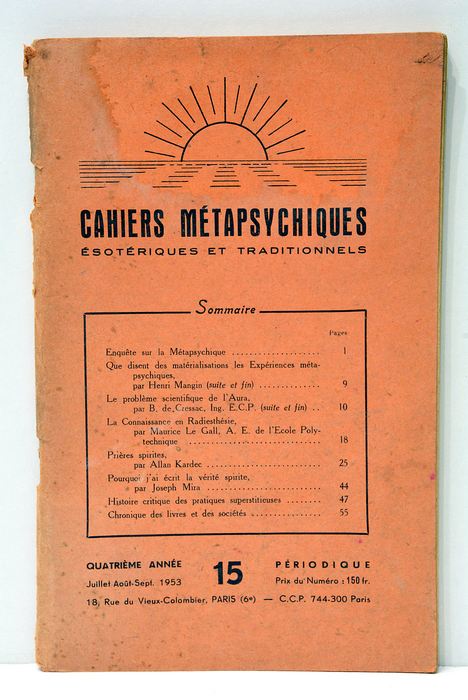 CAHIERS MÉTAPSYCHIQUES
ÉSOTÉRIQUES ET TRADITIONNELS
Sommaire
Pages
Enquête sur la Métapsychique .................... 1
Que disent des matérialisations les Expériences méta-
psychiques,
par Henri Mangin (suite et fin) .............. 9
Le problème scientifique de l'Aura,
par B. de Cressac, Ing. E.C.P. (suite et fin) .. 10
La Connaissance en Radiesthésie,
par Maurice Le Gall, A. E. de l'Ecole Poly-
technique .............................. 18
Prières spirites,
par Allan Kardec .......................... 25
Pourquoi j'ai écrit la vérité spirite,
par Joseph Mira .......................... 44
Histoire critique des pratiques superstitieuses ........ 47
Chronique des livres et des sociétés ................ 55
QUATRIÈME ANNÉE 15 PÉRIODIQUE
Juillet Août-Sept. 1953 Prix du Numéro : 150 fr.
18, Rue du Vieux-Colombier, PARIS (6e) — C.C.P. 744-300 Paris